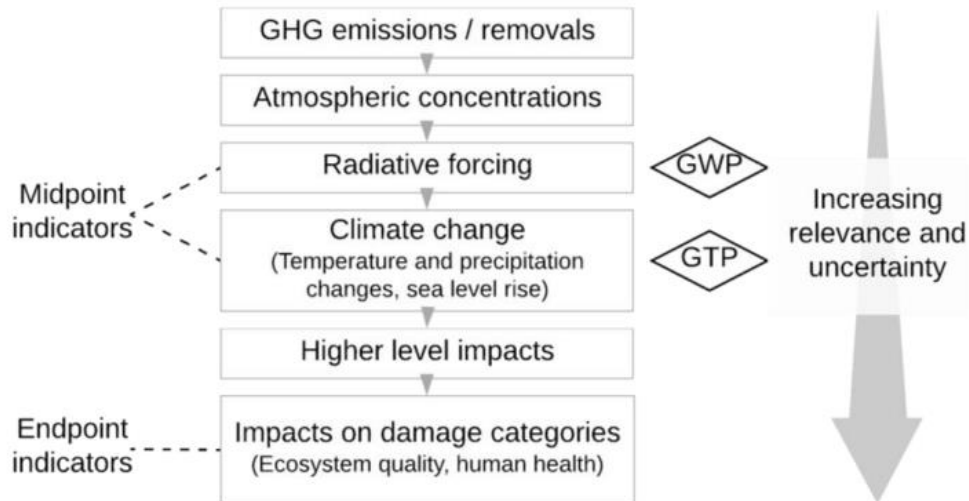 GHG emissions / removals
Atmospheric concentrations
Radiative forcing
GWP
Midpoint
indicators
Climate change
(Temperature and precipitation
changes, sea level rise)
GTP
Increasing
relevance and
uncertainty
Higher level impacts
Endpoint
indicators
Impacts on damage categories
(Ecosystem quality, human health)